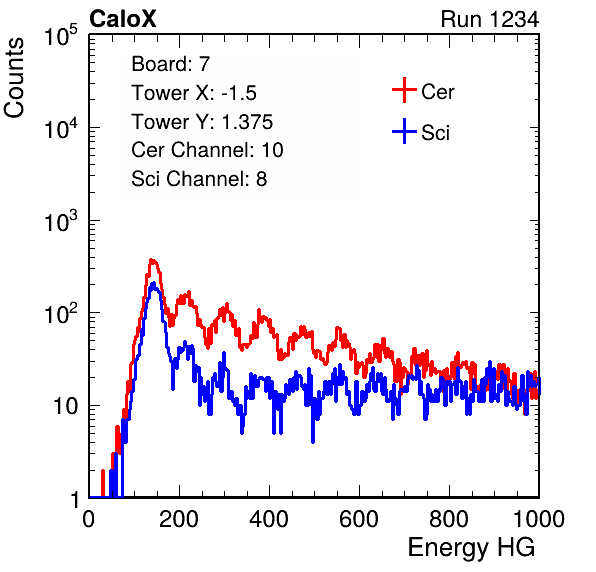 CaloX Run 1234
Counts
10^5
10^4
10^3
10^2
10
1
Board: 7
Tower X: -1.5
Tower Y: 1.375
Cer Channel: 10
Sci Channel: 8
Cer
Sci
0 200 400 600 800 1000
Energy HG